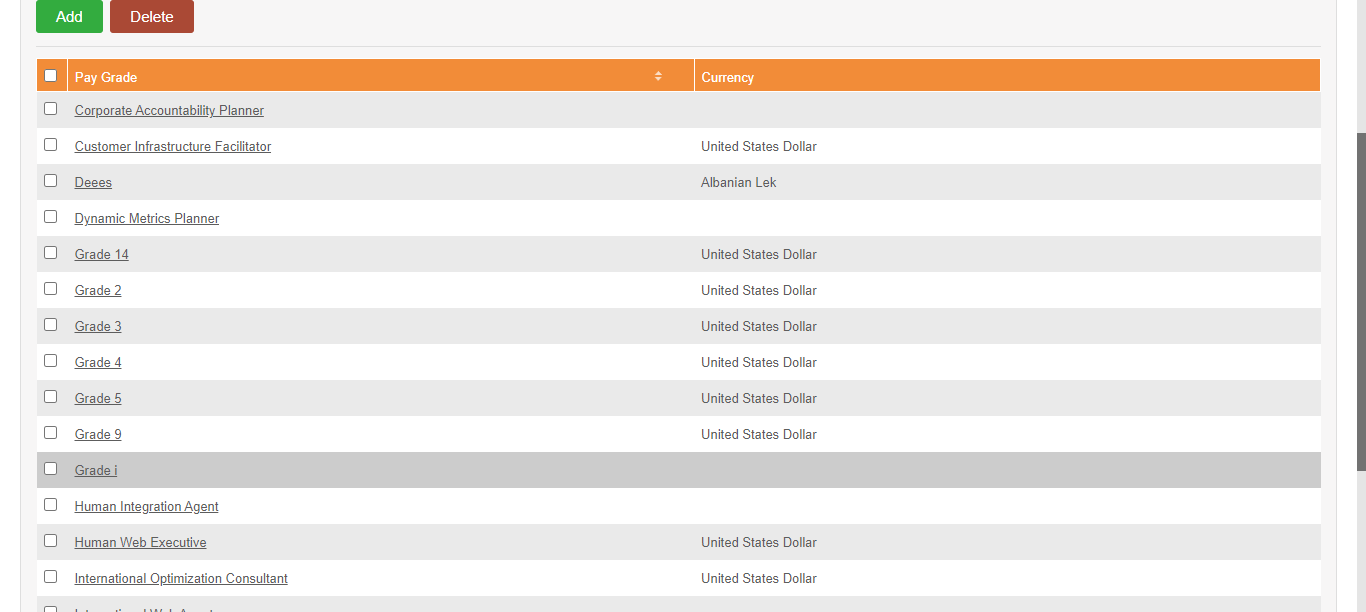 Add Delete
Pay Grade Currency
Corporate Accountability Planner
Customer Infrastructure Facilitator United States Dollar
Deees Albanian Lek
Dynamic Metrics Planner
Grade 14 United States Dollar
Grade 2 United States Dollar
Grade 3 United States Dollar
Grade 4 United States Dollar
Grade 5 United States Dollar
Grade 9 United States Dollar
Grade i
Human Integration Agent
Human Web Executive United States Dollar
International Optimization Consultant United States Dollar